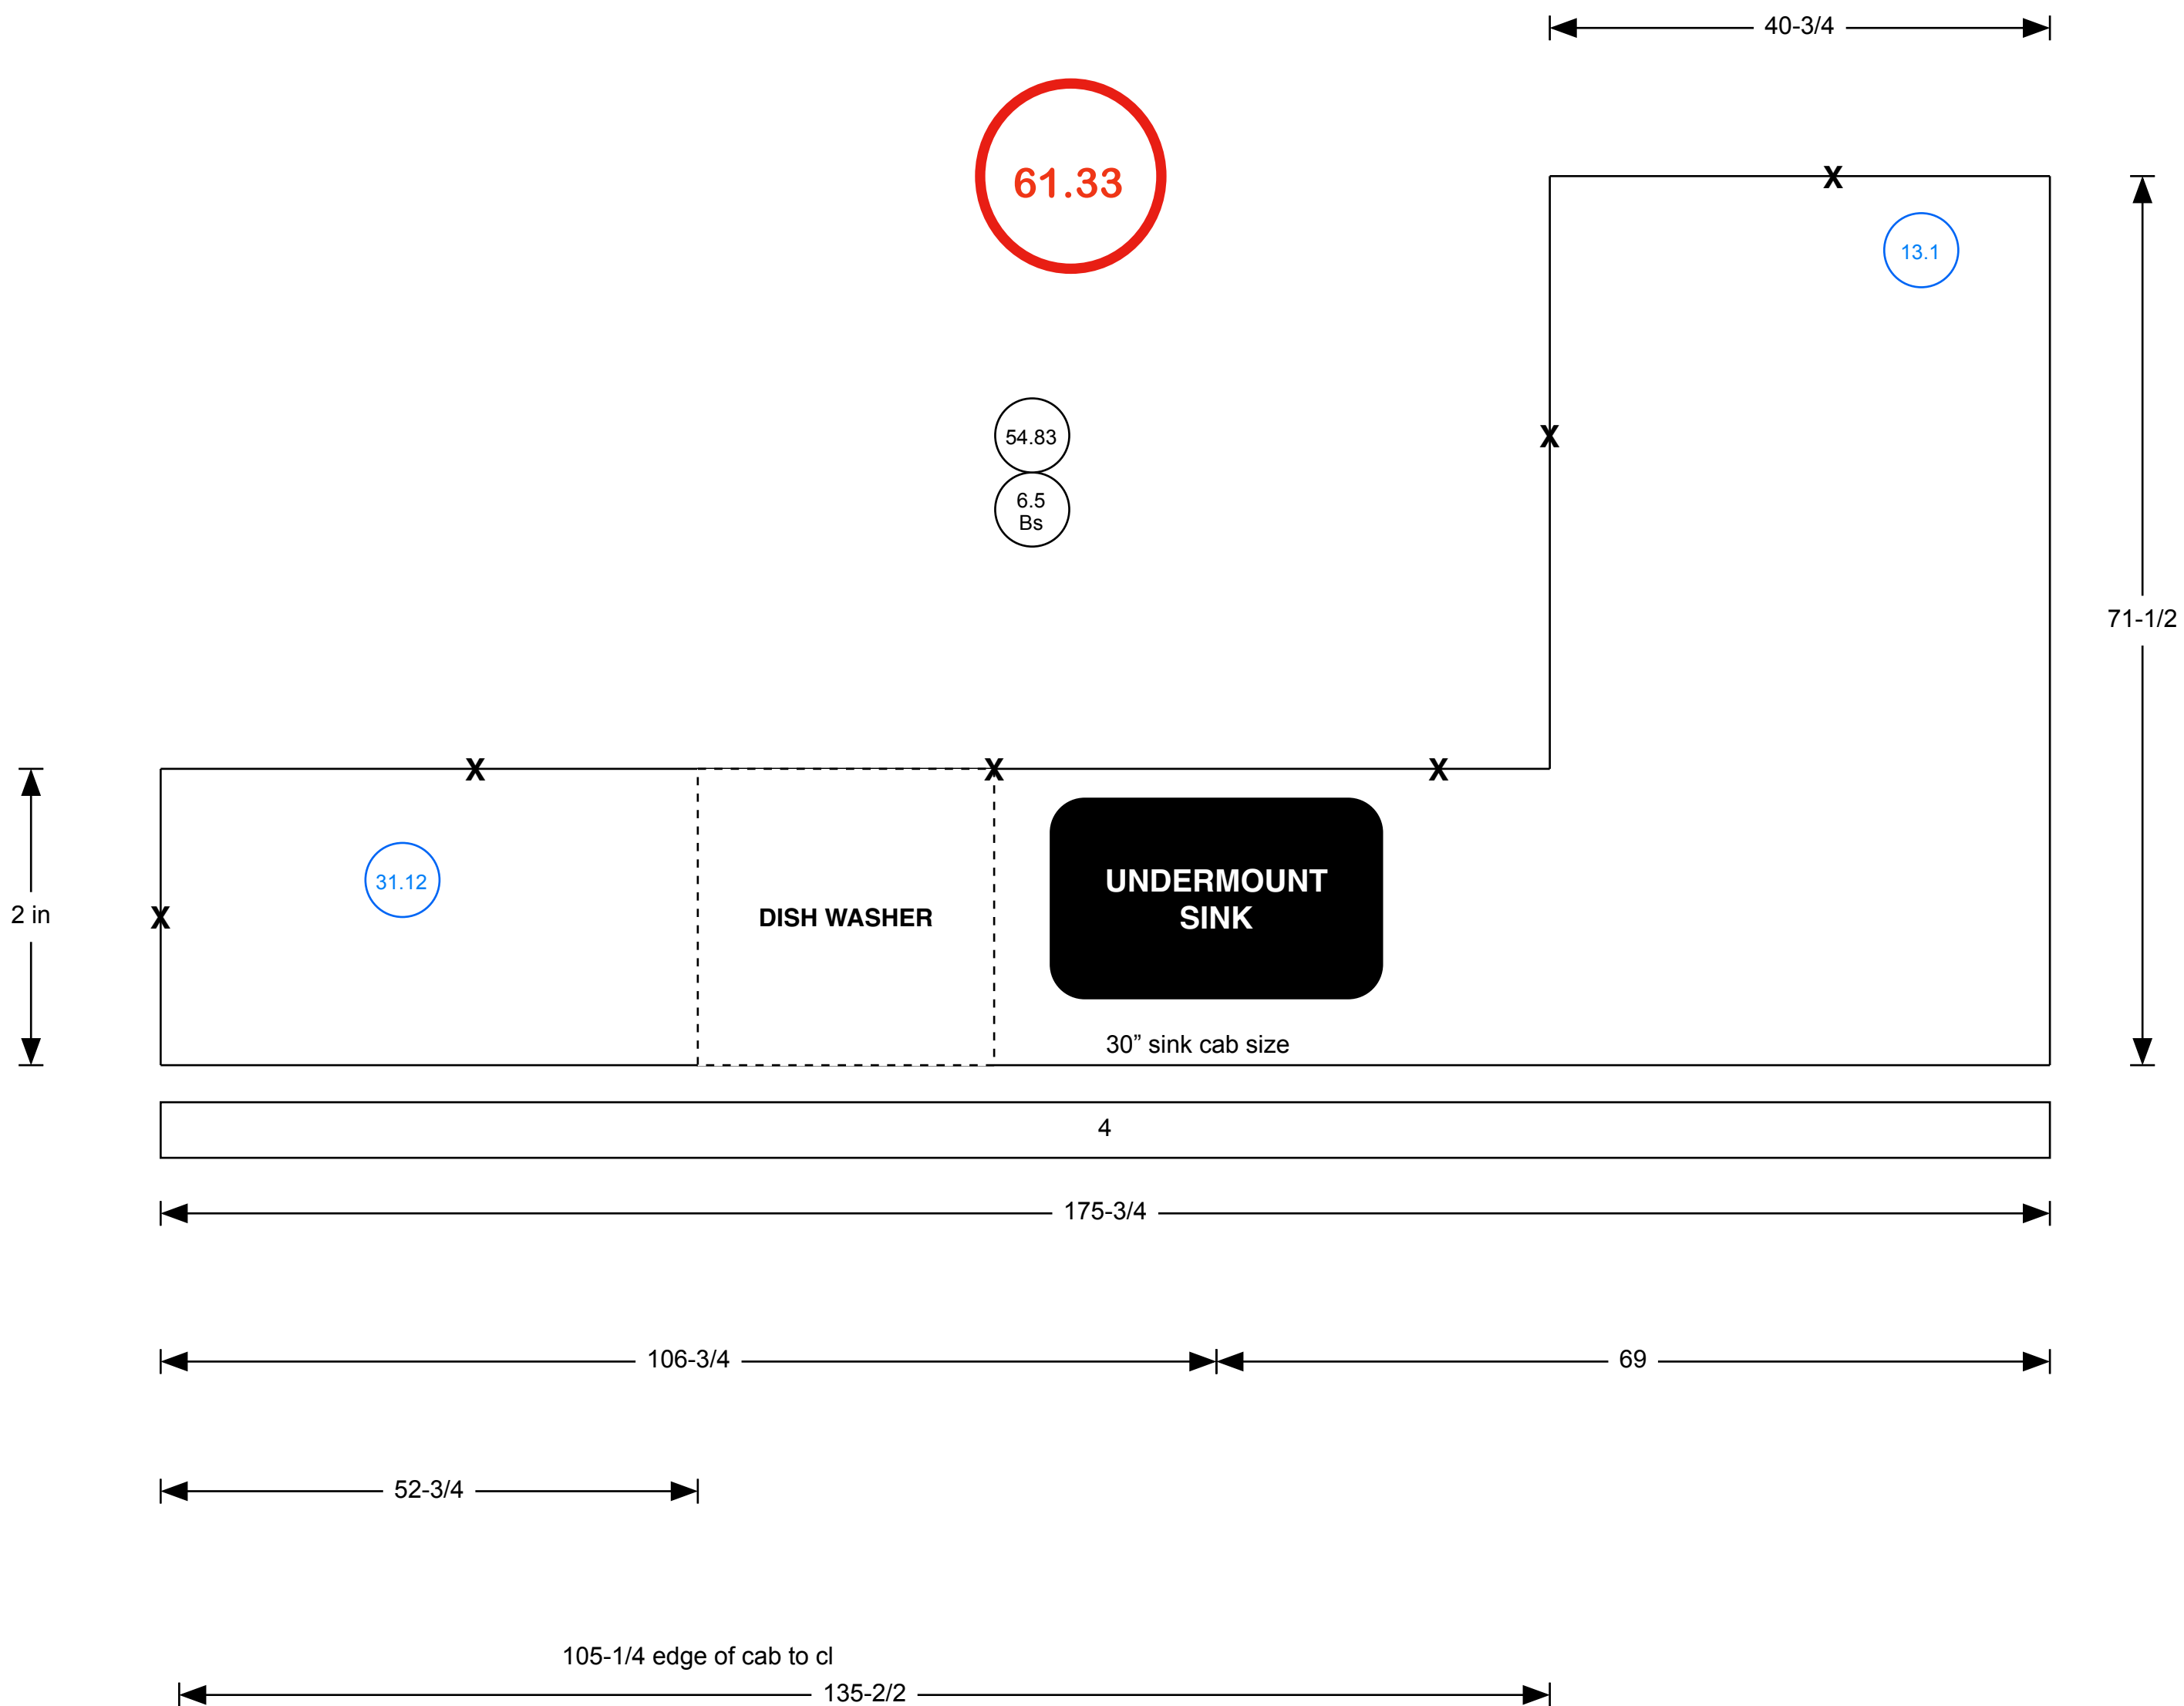 40-3/4
61.33
X
13.1
54.83
X
6.5
Bs
71-1/2
X
X
X
31.12
UNDERMOUNT
SINK
2 in
X
DISH WASHER
30” sink cab size
4
175-3/4
106-3/4
69
52-3/4
105-1/4 edge of cab to cl
135-2/2